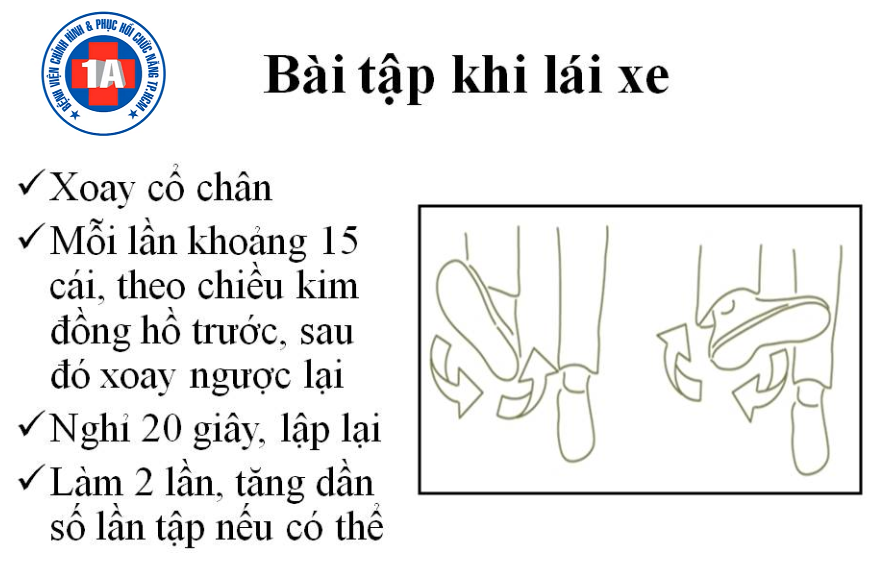 BỆNH VIỆN CHỈNH HÌNH & PHỤC HỒI CHỨC NĂNG TP.HCM
1A
Bài tập khi lái xe
Xoay cổ chân
Mỗi lần khoảng 15
cái, theo chiều kim
đồng hồ trước, sau
đó xoay ngược lại
Nghỉ 20 giây, lập lại
Làm 2 lần, tăng dần
số lần tập nếu có thể